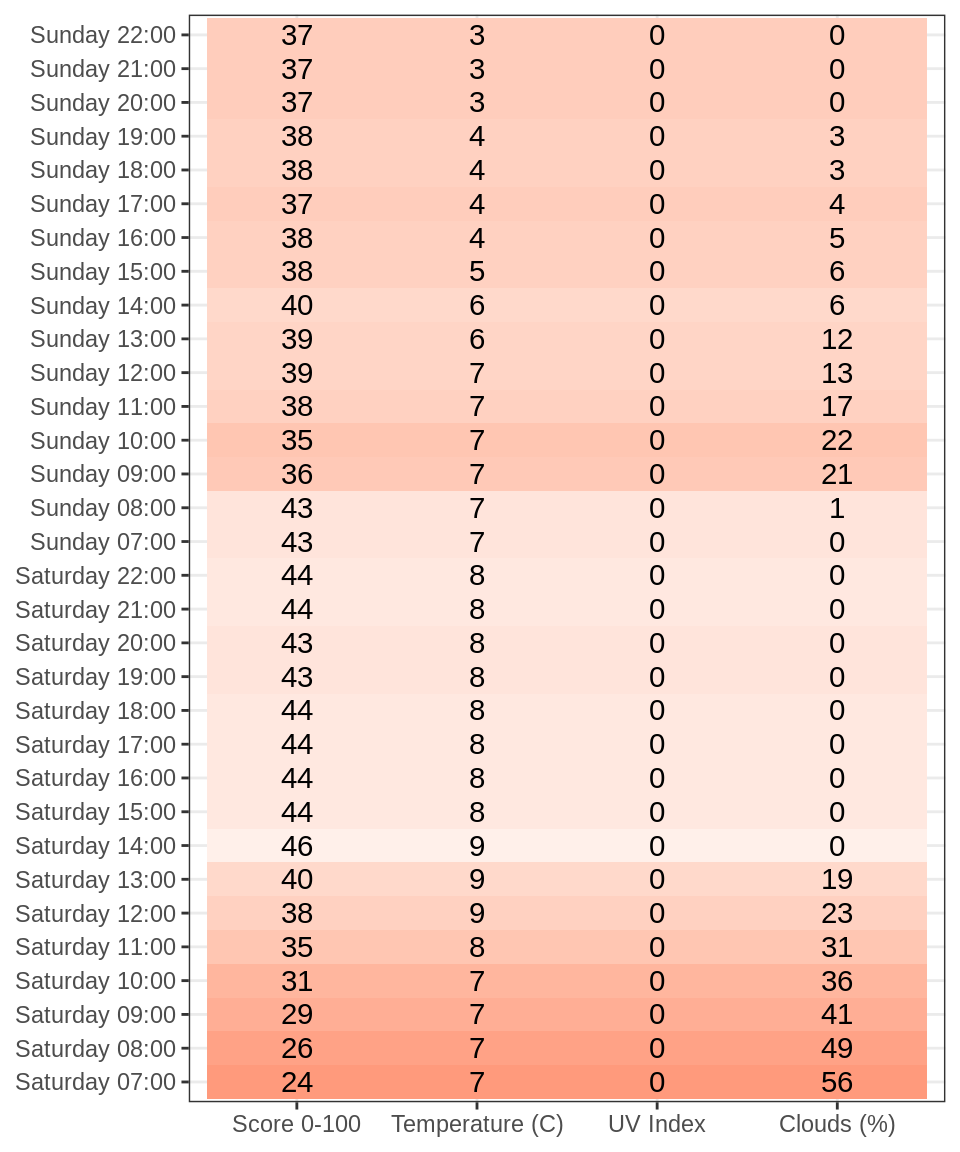 Sunday 22:00 37 3 0 0
Sunday 21:00 37 3 0 0
Sunday 20:00 37 3 0 0
Sunday 19:00 38 4 0 3
Sunday 18:00 38 4 0 3
Sunday 17:00 37 4 0 4
Sunday 16:00 38 4 0 5
Sunday 15:00 38 5 0 6
Sunday 14:00 40 6 0 6
Sunday 13:00 39 6 0 12
Sunday 12:00 39 7 0 13
Sunday 11:00 38 7 0 17
Sunday 10:00 35 7 0 22
Sunday 09:00 36 7 0 21
Sunday 08:00 43 7 0 1
Sunday 07:00 43 7 0 0
Saturday 22:00 44 8 0 0
Saturday 21:00 44 8 0 0
Saturday 20:00 43 8 0 0
Saturday 19:00 43 8 0 0
Saturday 18:00 44 8 0 0
Saturday 17:00 44 8 0 0
Saturday 16:00 44 8 0 0
Saturday 15:00 44 8 0 0
Saturday 14:00 46 9 0 0
Saturday 13:00 40 9 0 19
Saturday 12:00 38 9 0 23
Saturday 11:00 35 8 0 31
Saturday 10:00 31 7 0 36
Saturday 09:00 29 7 0 41
Saturday 08:00 26 7 0 49
Saturday 07:00 24 7 0 56
Score 0-100 Temperature (C) UV Index Clouds (%)